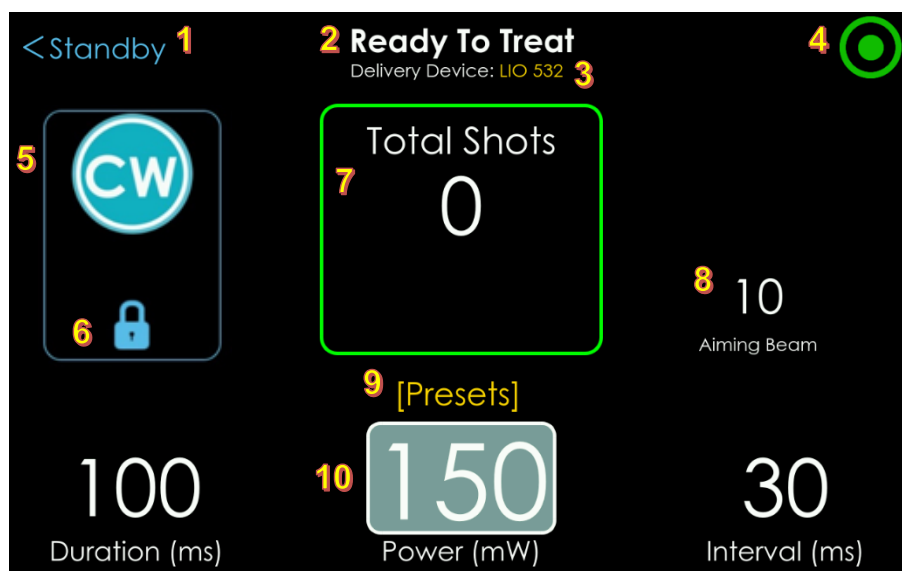 <Standby 1
2 Ready To Treat
4
Delivery Device: LIO 532 3
5
CW
6
Total Shots
7
0
8 10
Aiming Beam
9 [Presets]
100
Duration (ms)
10 150
Power (mW)
30
Interval (ms)